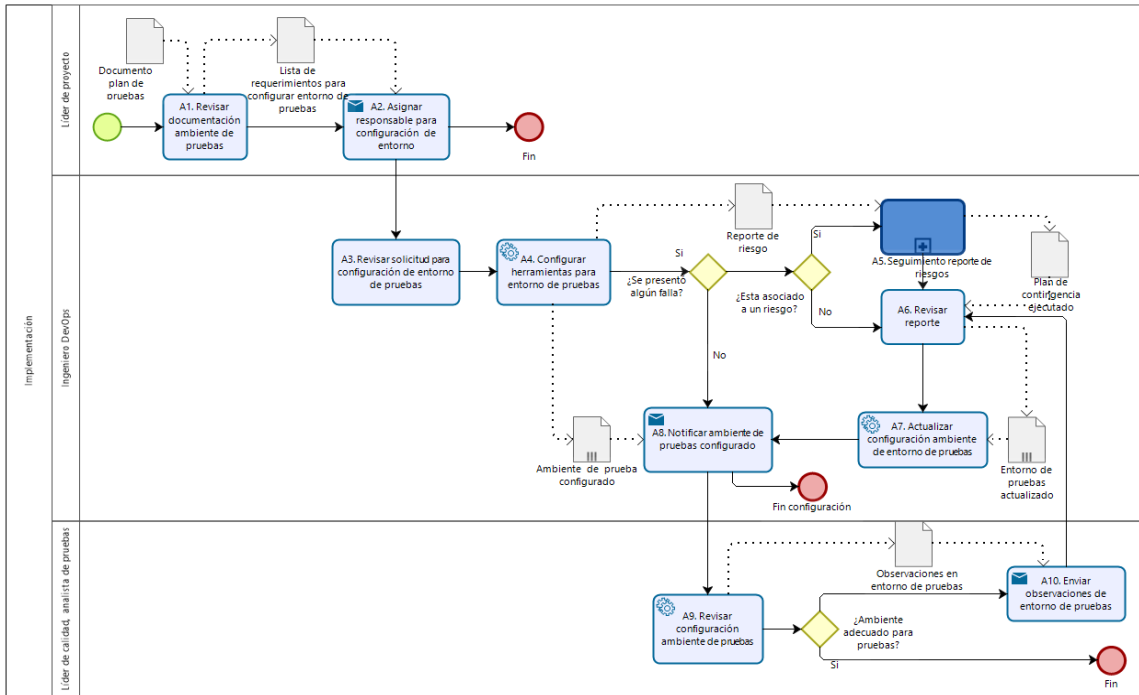 Implementación
Líder de proyecto
Documento
plan de
pruebas
Lista de
requerimientos para
configurar entorno de
pruebas
A1. Revisar
documentación
ambiente de
pruebas
A2. Asignar
responsable para
configuración de
entorno
Fin
Ingeniero DevOps
A3. Revisar solicitud para
configuración de entorno
de pruebas
A4. Configurar
herramientas para
entorno de pruebas
Reporte de
riesgo
Si
¿Se presentó
algún falla?
¿Esta asociado
a un riesgo?
Si
No
A5. Seguimiento reporte de
riesgos
Plan de
contingencia
ejecutado
A6. Revisar
reporte
No
Ambiente de prueba
configurado
A8. Notificar ambiente de
pruebas configurado
A7. Actualizar
configuración ambiente
de entorno de pruebas
Entorno de
pruebas
actualizado
Fin configuración
Líder de calidad, analista de pruebas
A9. Revisar
configuración
ambiente de pruebas
Observaciones en
entorno de pruebas
¿Ambiente
adecuado para
pruebas?
Si
A10. Enviar
observaciones de
entorno de pruebas
Fin